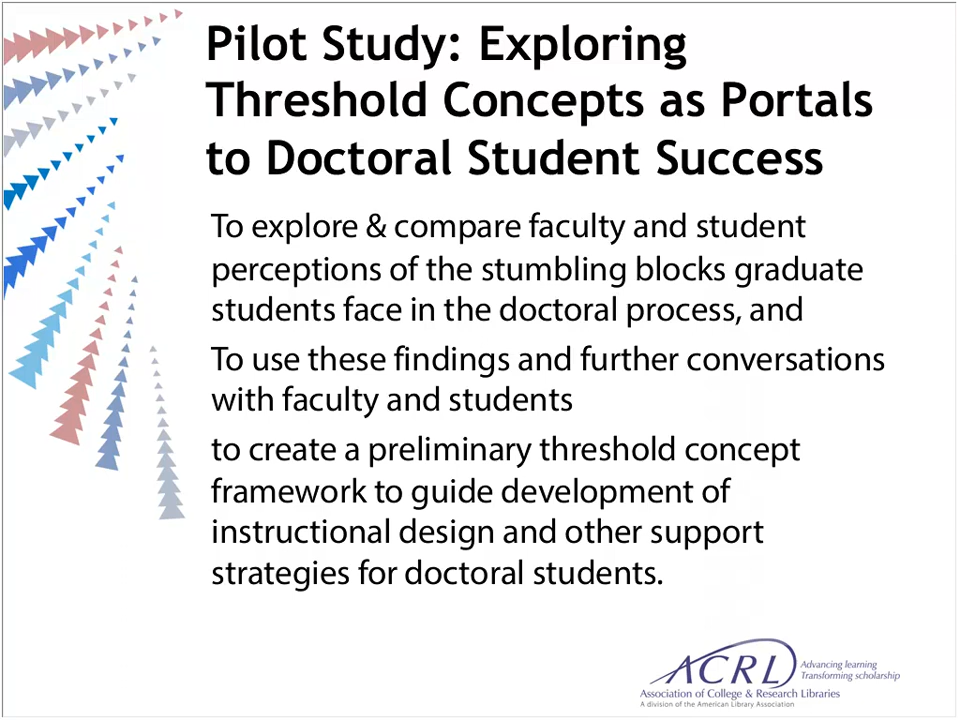 Pilot Study: Exploring
Threshold Concepts as Portals
to Doctoral Student Success
To explore & compare faculty and student
perceptions of the stumbling blocks graduate
students face in the doctoral process, and
To use these findings and further conversations
with faculty and students
to create a preliminary threshold concept
framework to guide development of
instructional design and other support
strategies for doctoral students.
ACRL
Advancing learning
Transforming scholarship
Association of College & Research Libraries
A division of the American Library Association